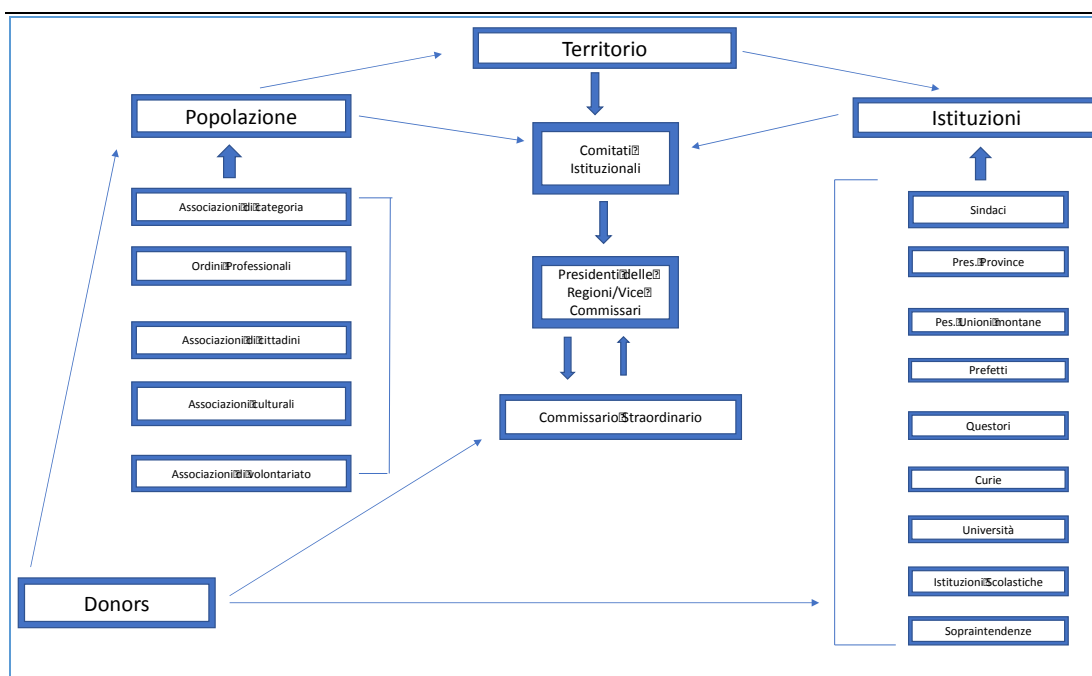 Territorio
Popolazione
Istituzioni
Comitati
Istituzionali
Associazioni di categoria
Sindaci
Ordini Professionali
Pres. Province
Presidenti delle
Regioni/Vice
Commissari
Associazioni di cittadini
Pes. Unioni montane
Prefetti
Associazioni culturali
Commissario Straordinario
Questori
Associazioni di volontariato
Curie
Università
Donors
Istituzioni Scolastiche
Sopraintendenze